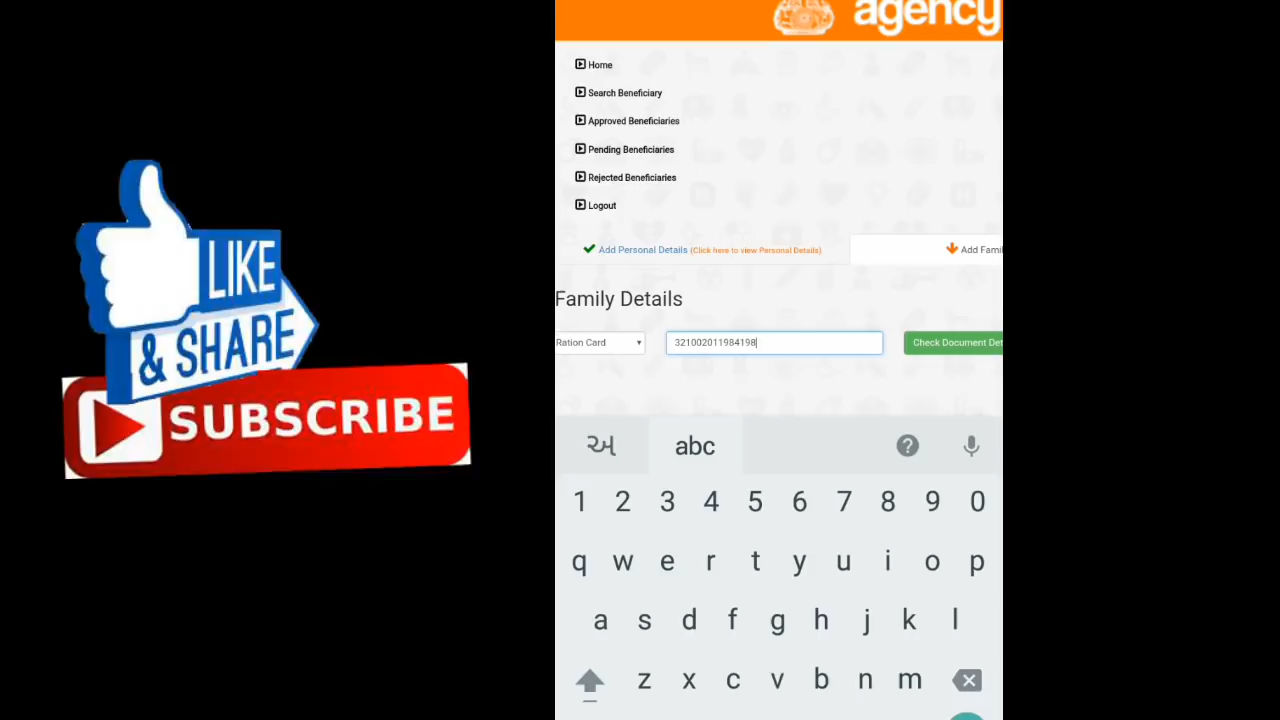 LIKE
& SHARE
SUBSCRIBE
agency
Home
Search Beneficiary
Approved Beneficiaries
Pending Beneficiaries
Rejected Beneficiaries
Logout
Add Personal Details (Click here to view Personal Details)
Add Fami
Family Details
Ration Card
321002011984198
Check Document Det
અ abc ?
1 2 3 4 5 6 7 8 9 0
q w e r t y u i o p
a s d f g h j k l
z x c v b n m